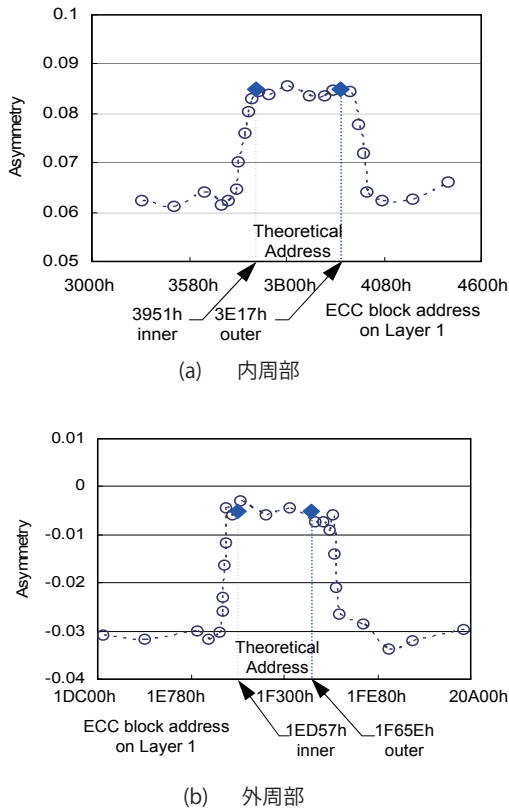 0.1
0.09
0.08
0.07
0.06
0.05
Asymmetry
Theoretical
Address
3000h 3580h 3B00h 4080h 4600h
3951h
inner
3E17h
outer
ECC block address
on Layer 1
(a) 内周部
0.01
0
-0.01
-0.02
-0.03
-0.04
Asymmetry
Theoretical
Address
1DC00h 1E780h 1F300h 1FE80h 20A00h
ECC block address
on Layer 1
1ED57h
inner
1F65Eh
outer
(b) 外周部